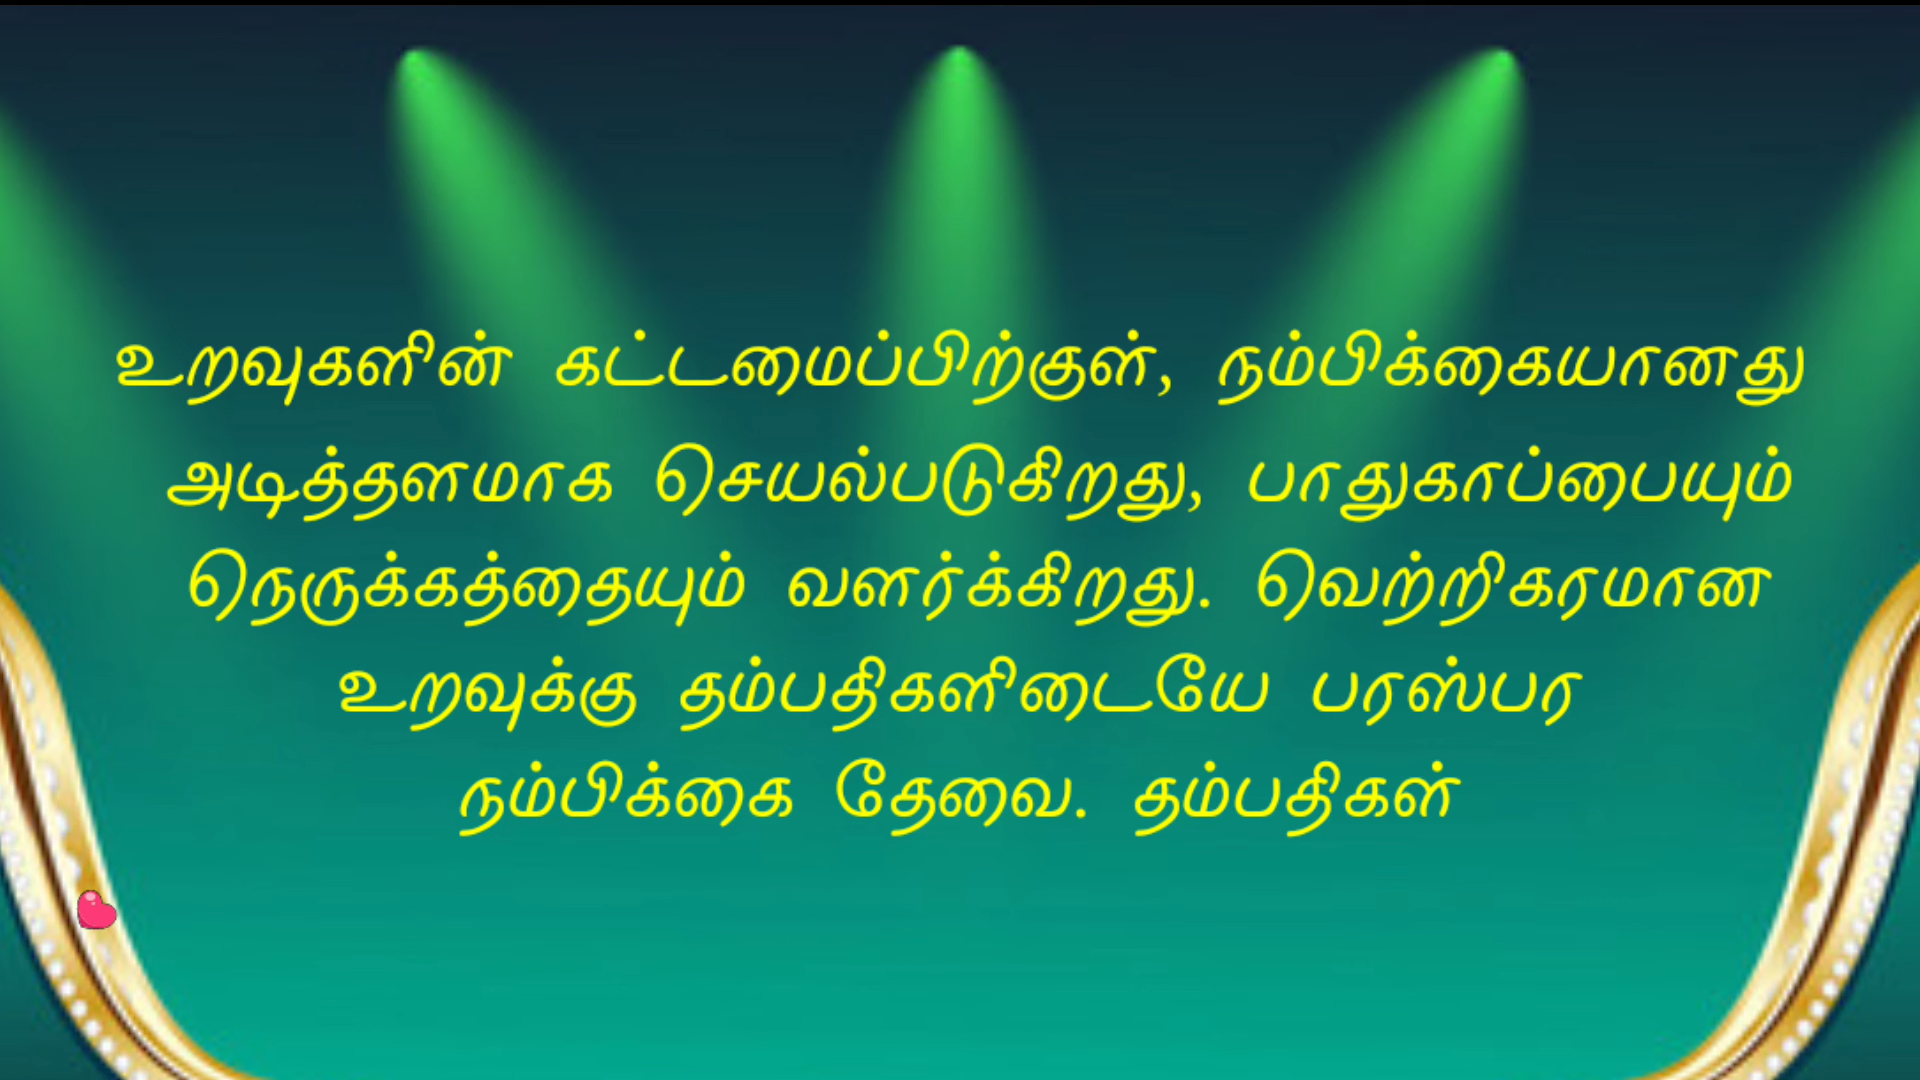 உறவுகளின் கட்டமைப்பிற்குள், நம்பிக்கையானது
அடித்தளமாக செயல்படுகிறது, பாதுகாப்பையும்
நெருக்கத்தையும் வளர்க்கிறது. வெற்றிகரமான
உறவுக்கு தம்பதிகளிடையே பரஸ்பர
நம்பிக்கை தேவை. தம்பதிகள்